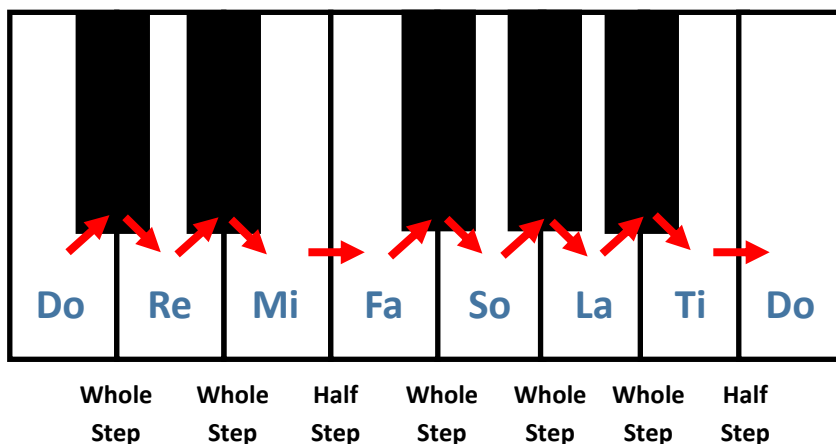 Do Re Mi Fa So La Ti Do
Whole Whole Half Whole Whole Whole Half
Step Step Step Step Step Step Step